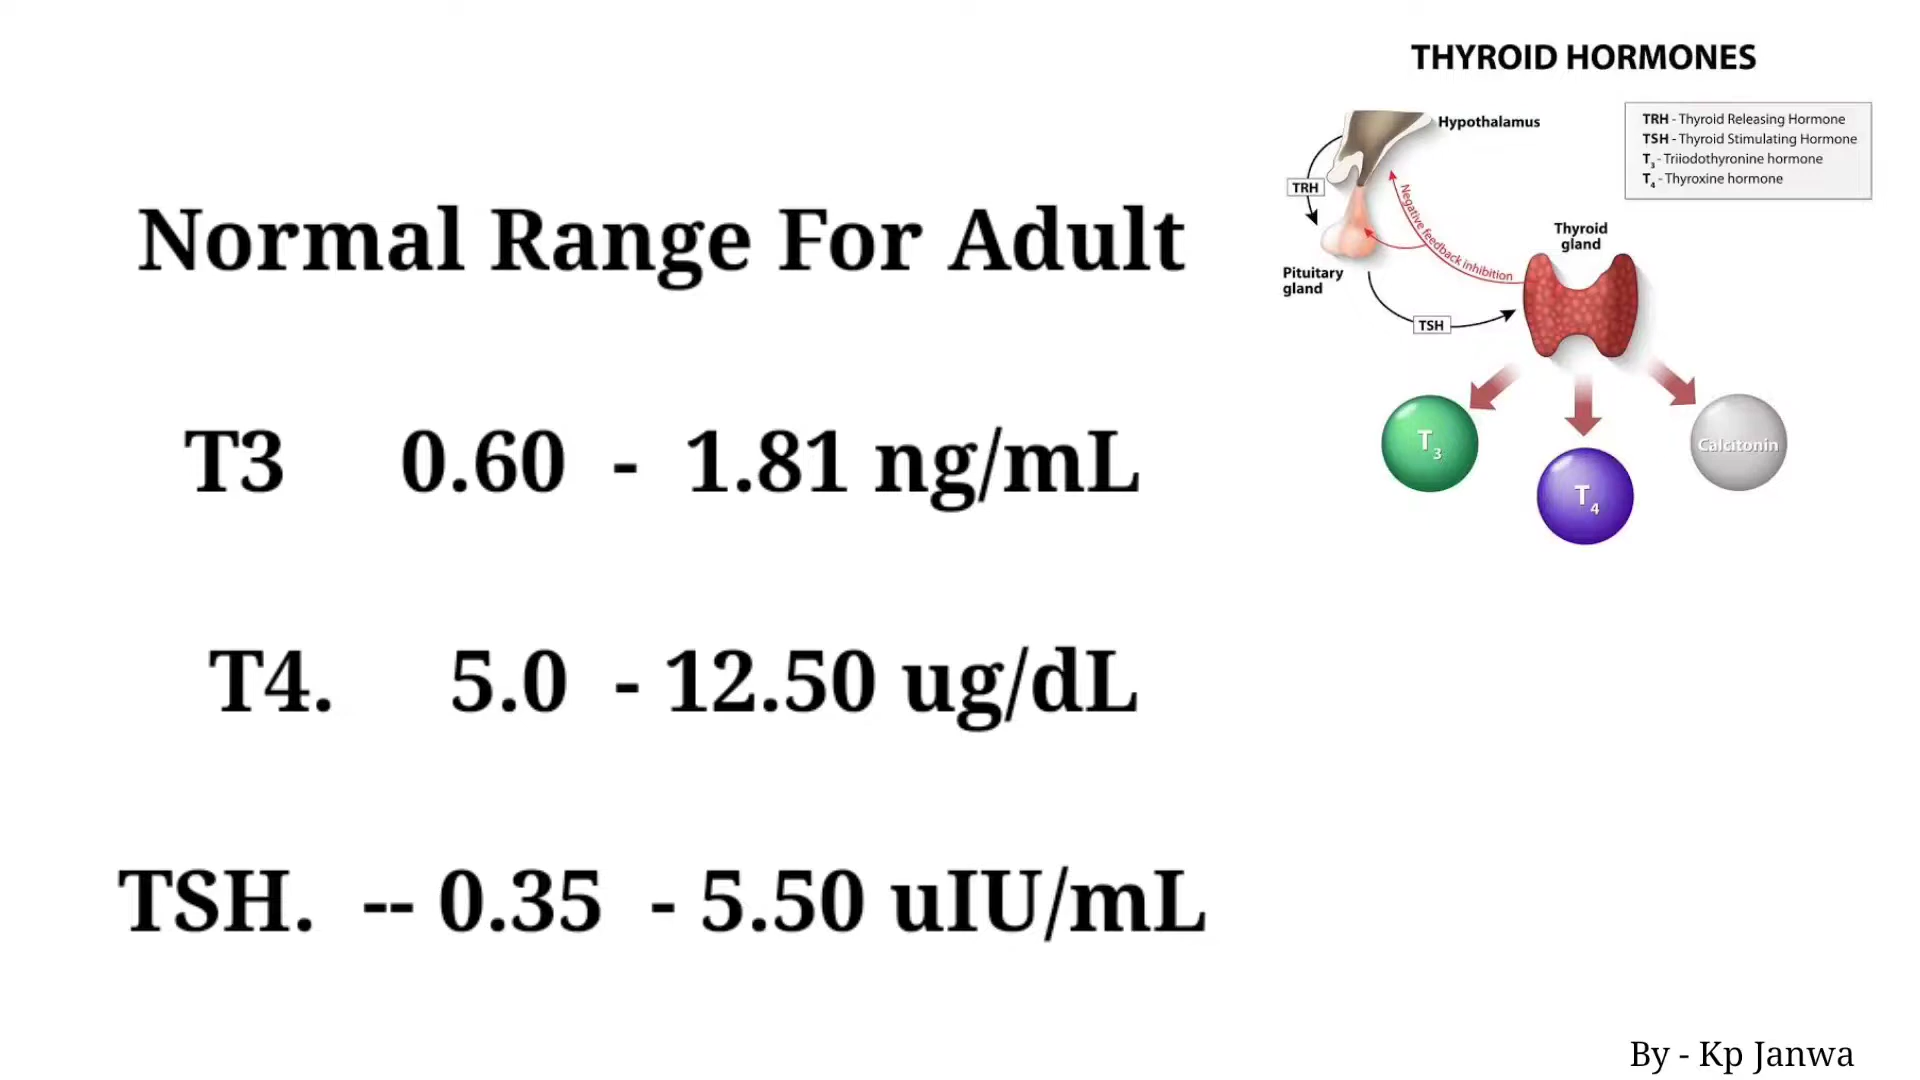 THYROID HORMONES
Hypothalamus
TRH - Thyroid Releasing Hormone
TSH - Thyroid Stimulating Hormone
T3 - Triiodothyronine hormone
T4 - Thyroxine hormone
TRH
Negative feedback inhibition
Thyroid
gland
Pituitary
gland
TSH
T3
T4
Calcitonin
Normal Range For Adult
T3 0.60 - 1.81 ng/mL
T4. 5.0 - 12.50 ug/dL
TSH. -- 0.35 - 5.50 uIU/mL
By - Kp Janwa